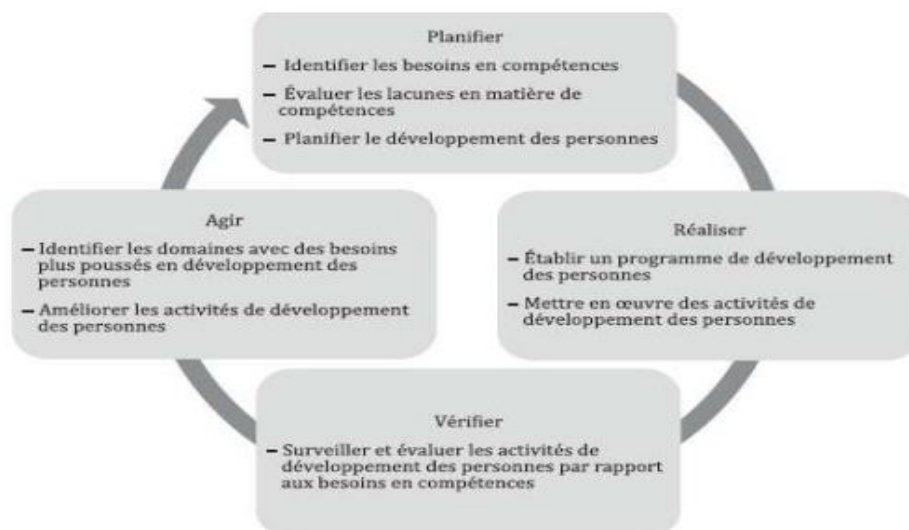 Planifier
– Identifier les besoins en compétences
– Évaluer les lacunes en matière de
compétences
– Planifier le développement des personnes
Réaliser
– Établir un programme de développement
des personnes
– Mettre en œuvre des activités de
développement des personnes
Vérifier
– Surveiller et évaluer les activités de
développement des personnes par rapport
aux besoins en compétences
Agir
– Identifier les domaines avec des besoins
plus poussés en développement des
personnes
– Améliorer les activités de développement
des personnes